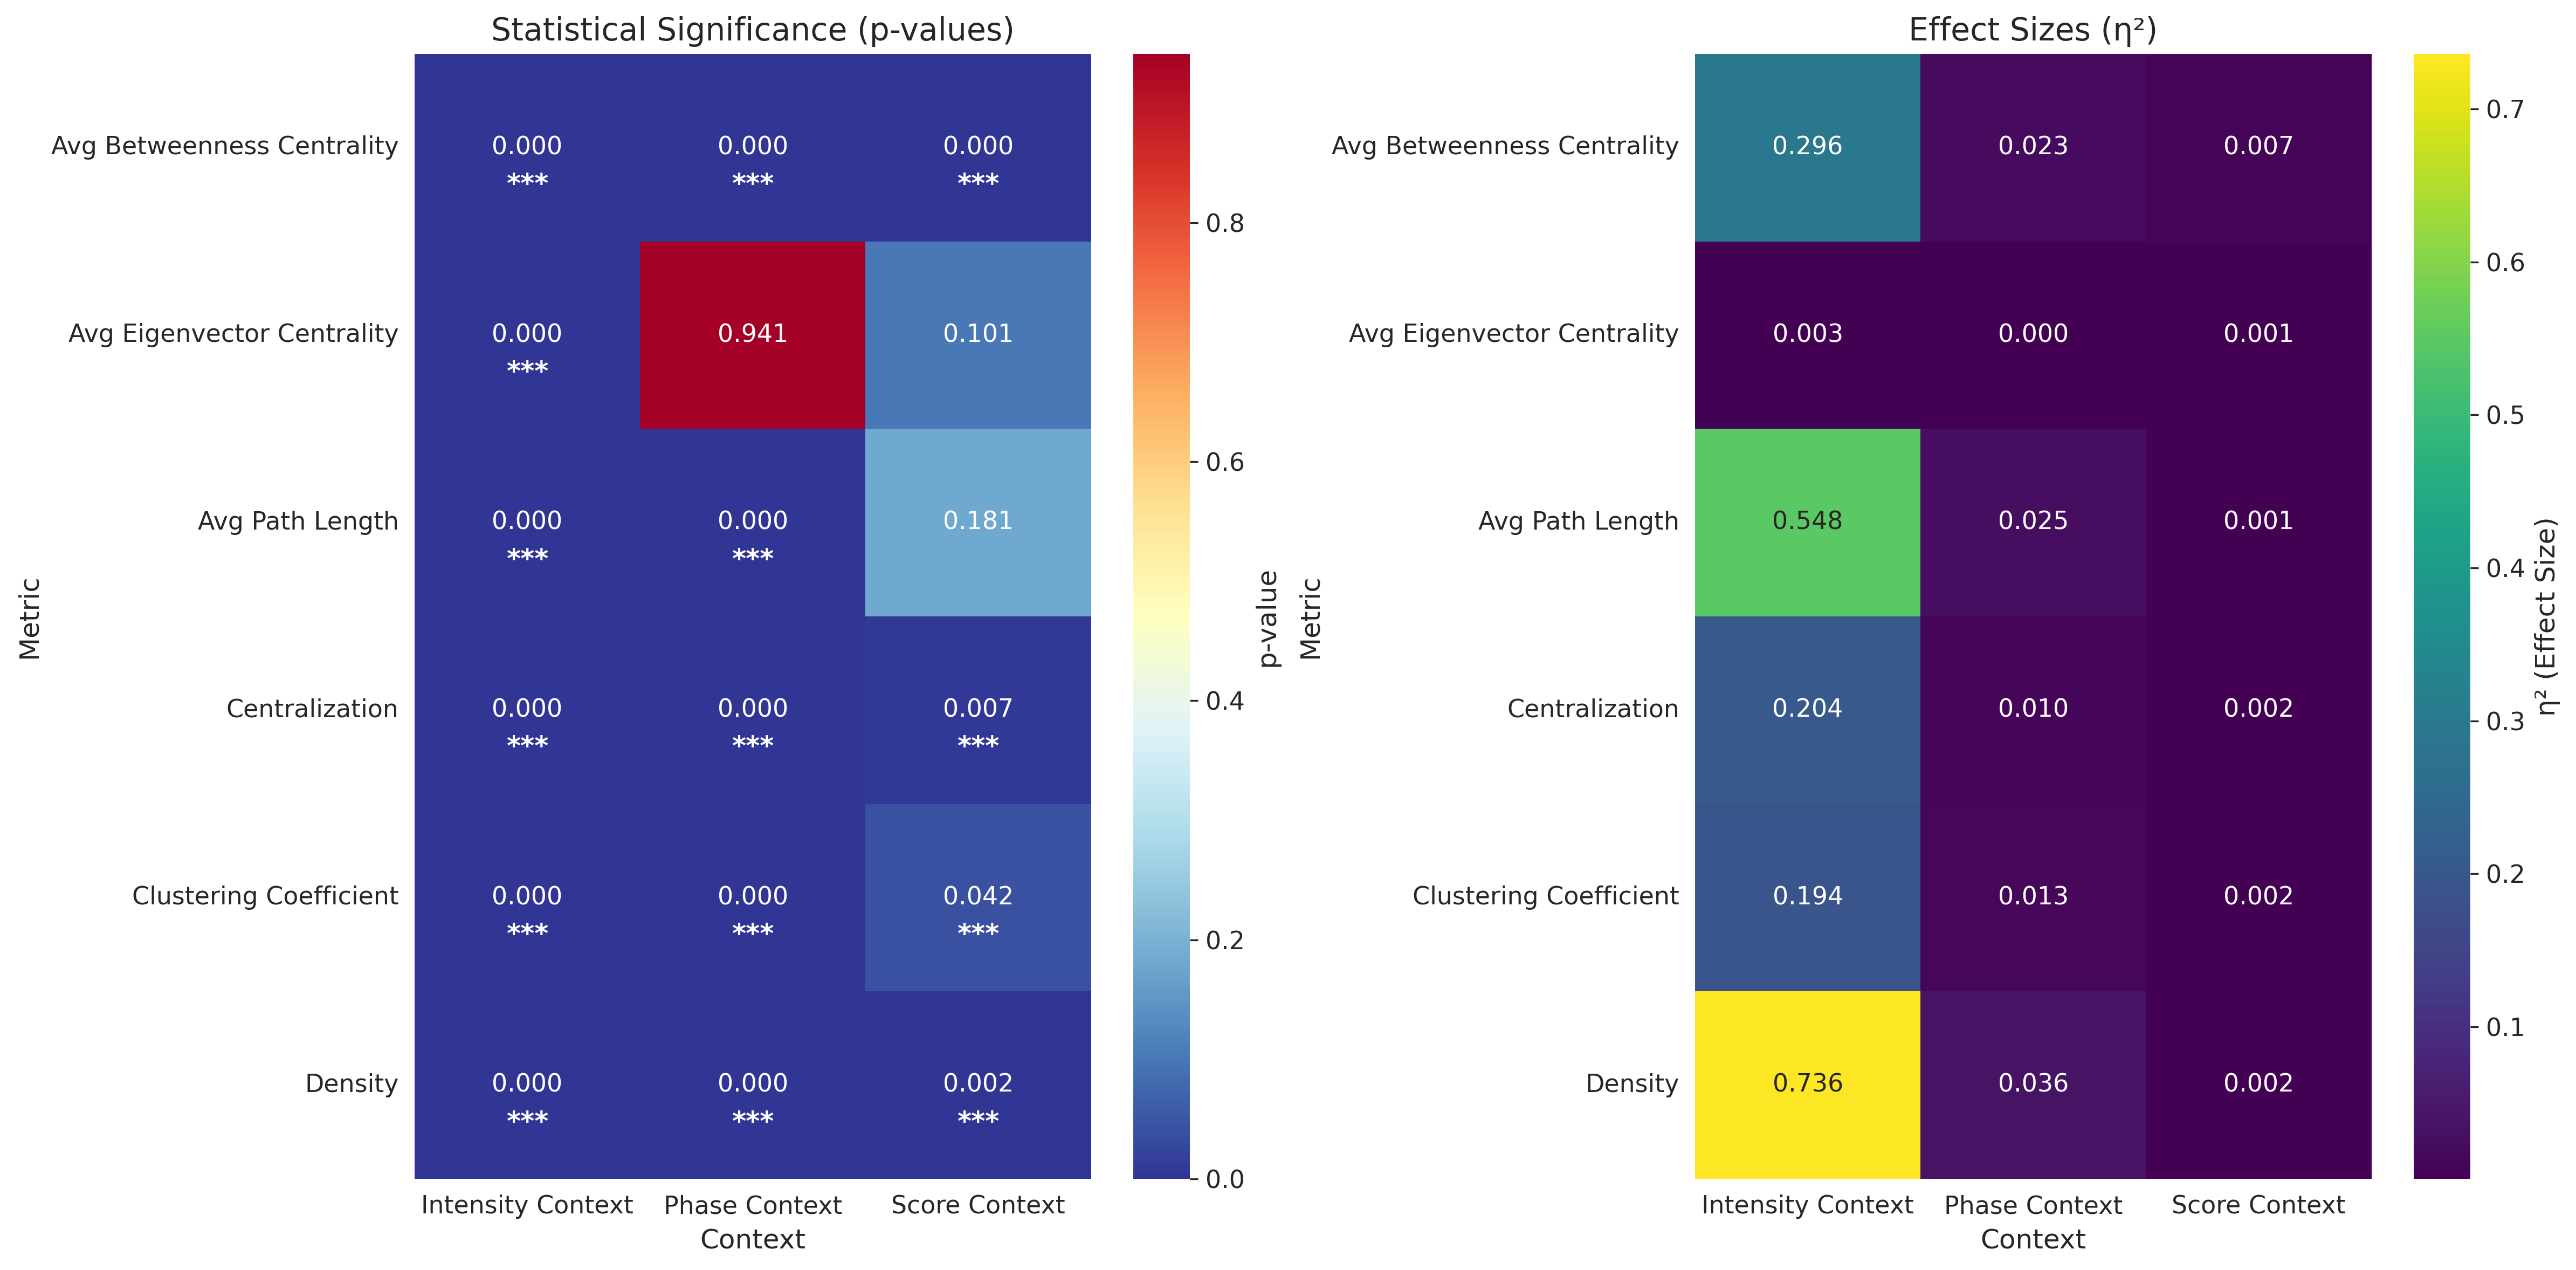 Statistical Significance (p-values)
Metric
Avg Betweenness Centrality 0.000 0.000 0.000
*** *** ***
Avg Eigenvector Centrality 0.000 0.941 0.101
***
Avg Path Length 0.000 0.000 0.181
*** ***
Centralization 0.000 0.000 0.007
*** *** ***
Clustering Coefficient 0.000 0.000 0.042
*** *** ***
Density 0.000 0.000 0.002
*** *** ***
Intensity Context Phase Context Score Context
Context
0.8
0.6
0.4
0.2
0.0
p-value
Effect Sizes (η²)
Metric
Avg Betweenness Centrality 0.296 0.023 0.007
Avg Eigenvector Centrality 0.003 0.000 0.001
Avg Path Length 0.548 0.025 0.001
Centralization 0.204 0.010 0.002
Clustering Coefficient 0.194 0.013 0.002
Density 0.736 0.036 0.002
Intensity Context Phase Context Score Context
Context
0.7
0.6
0.5
0.4
0.3
0.2
0.1
η² (Effect Size)